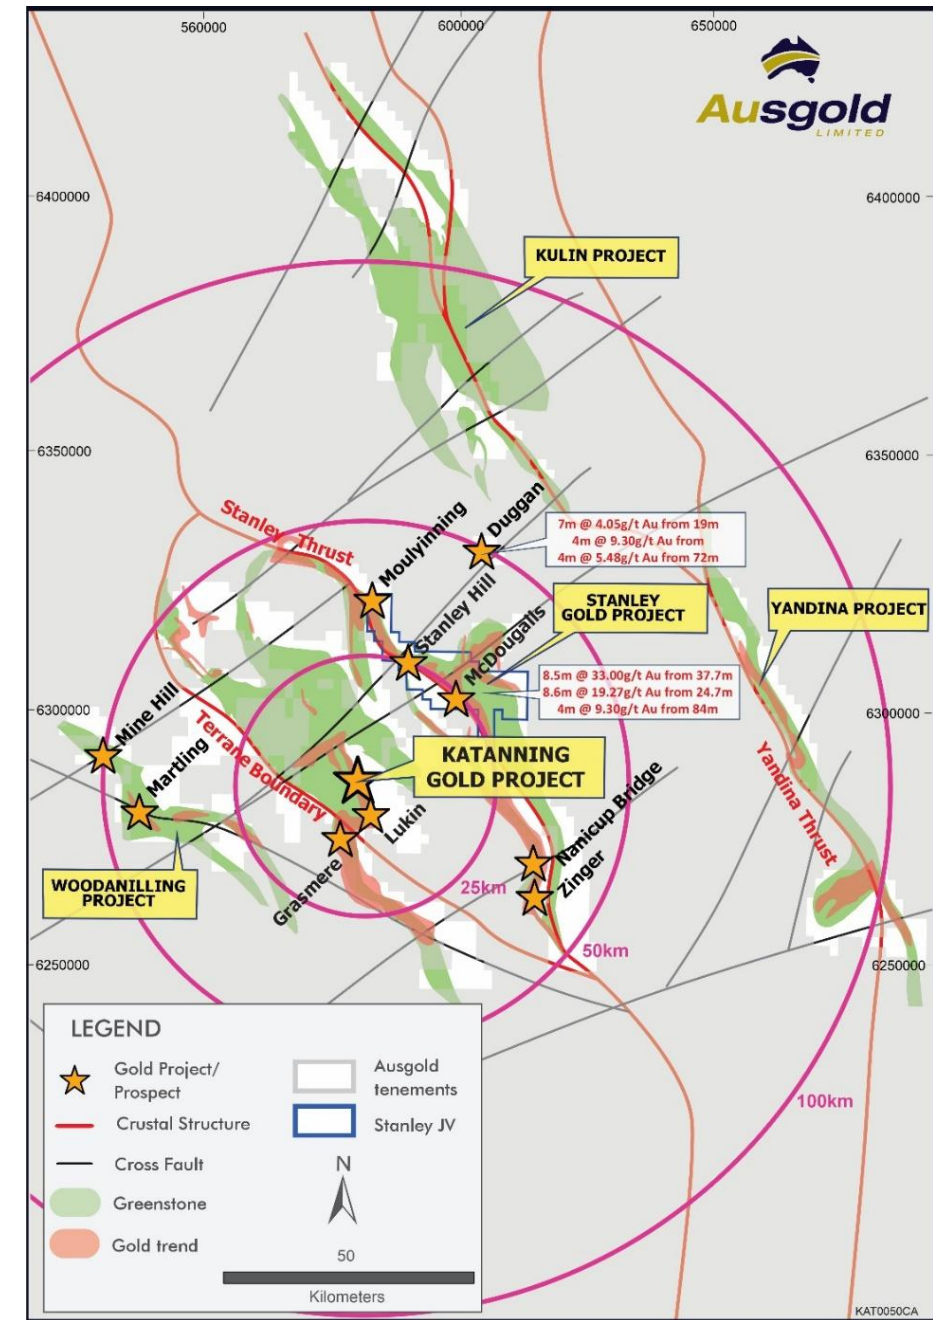 560000
600000
650000
Ausgold
LIMITED
6400000
6400000
KULIN PROJECT
6350000
6350000
Stanley Thrust
Moulyinning
Duggan
7m @ 4.05g/t Au from 19m
4m @ 9.30g/t Au from
4m @ 5.48g/t Au from 72m
Stanley Hill
STANLEY
GOLD PROJECT
YANDINA PROJECT
McDougalls
8.5m @ 33.00g/t Au from 37.7m
8.6m @ 19.27g/t Au from 24.7m
4m @ 9.30g/t Au from 84m
6300000
6300000
Mine Hill
Martling
Terrane Boundary
KATANNING
GOLD PROJECT
Yandina Thrust
Lukin
Nanicup Bridge
Zinger
Grasmere
WOODANILLING
PROJECT
25km
50km
6250000
6250000
100km
LEGEND
Gold Project/
Prospect
Crustal Structure
Cross Fault
Greenstone
Gold trend
Ausgold
tenements
Stanley JV
N
50
Kilometers
KAT0050CA